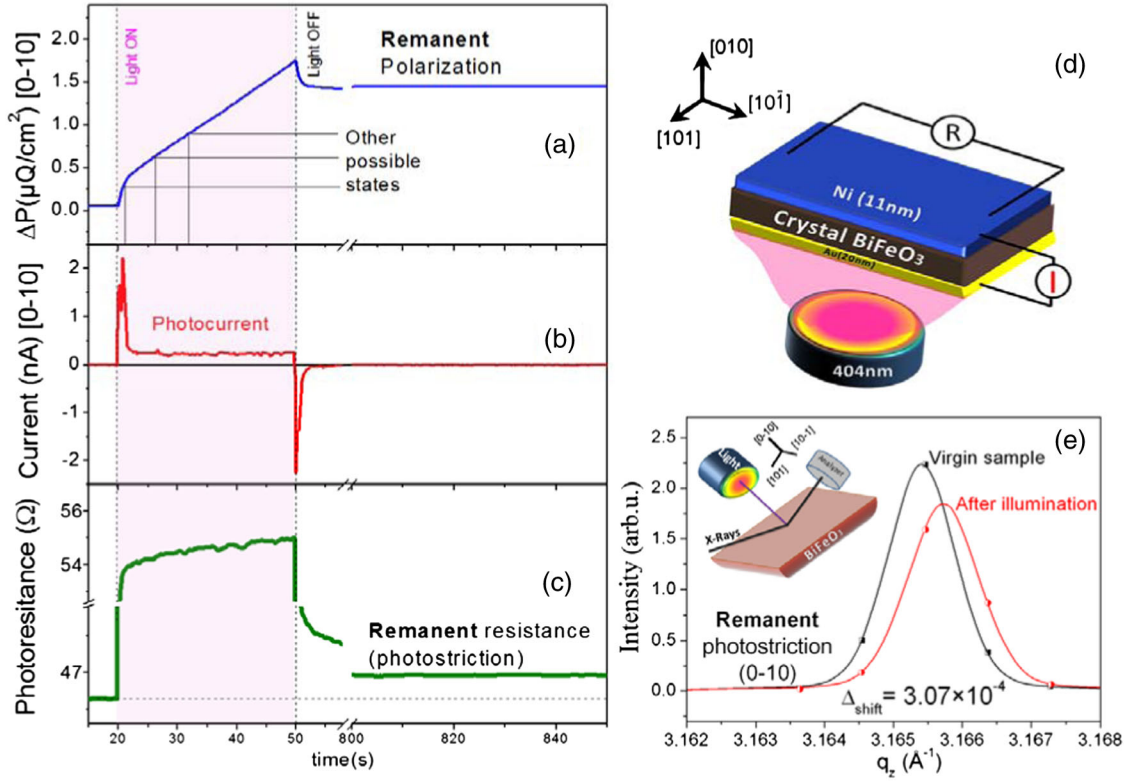 2.0
1.5
1.0
0.5
0.0
ΔP(µQ/cm²) [0-10]
Light ON
Light OFF
Remanent
Polarization
Other
possible
states
(a)
2
1
0
-1
-2
Current (nA) [0-10]
Photocurrent
(b)
56
54
47
Photoresitance (Ω)
Remanent resistance
(photostriction)
(c)
20 30 40 50 800 820 840
time(s)
(d)
[010]
[101̄]
[101]
R
Ni (11nm)
Crystal BiFeO₃
Au(20nm)
I
404nm
(e)
2.5
2.0
1.5
1.0
0.5
0.0
Intensity (arb.u.)
Light
[0-10]
[10-1]
[101]
Analyzer
X-Rays
BiFeO₃
Virgin sample
After illumination
Remanent
photostriction
(0-10)
Δshift = 3.07×10⁻⁴
3.162 3.163 3.164 3.165 3.166 3.167 3.168
qz (Å⁻¹)